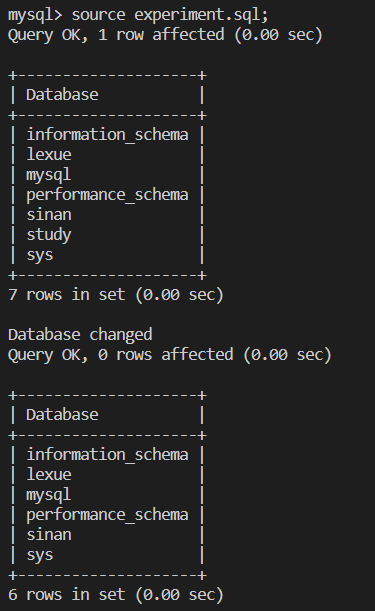 mysql> source experiment.sql;
Query OK, 1 row affected (0.00 sec)
+--------------------+
| Database           |
+--------------------+
| information_schema |
| lexue              |
| mysql              |
| performance_schema |
| sinan              |
| study              |
| sys                |
+--------------------+
7 rows in set (0.00 sec)
Database changed
Query OK, 0 rows affected (0.00 sec)
+--------------------+
| Database           |
+--------------------+
| information_schema |
| lexue              |
| mysql              |
| performance_schema |
| sinan              |
| sys                |
+--------------------+
6 rows in set (0.00 sec)